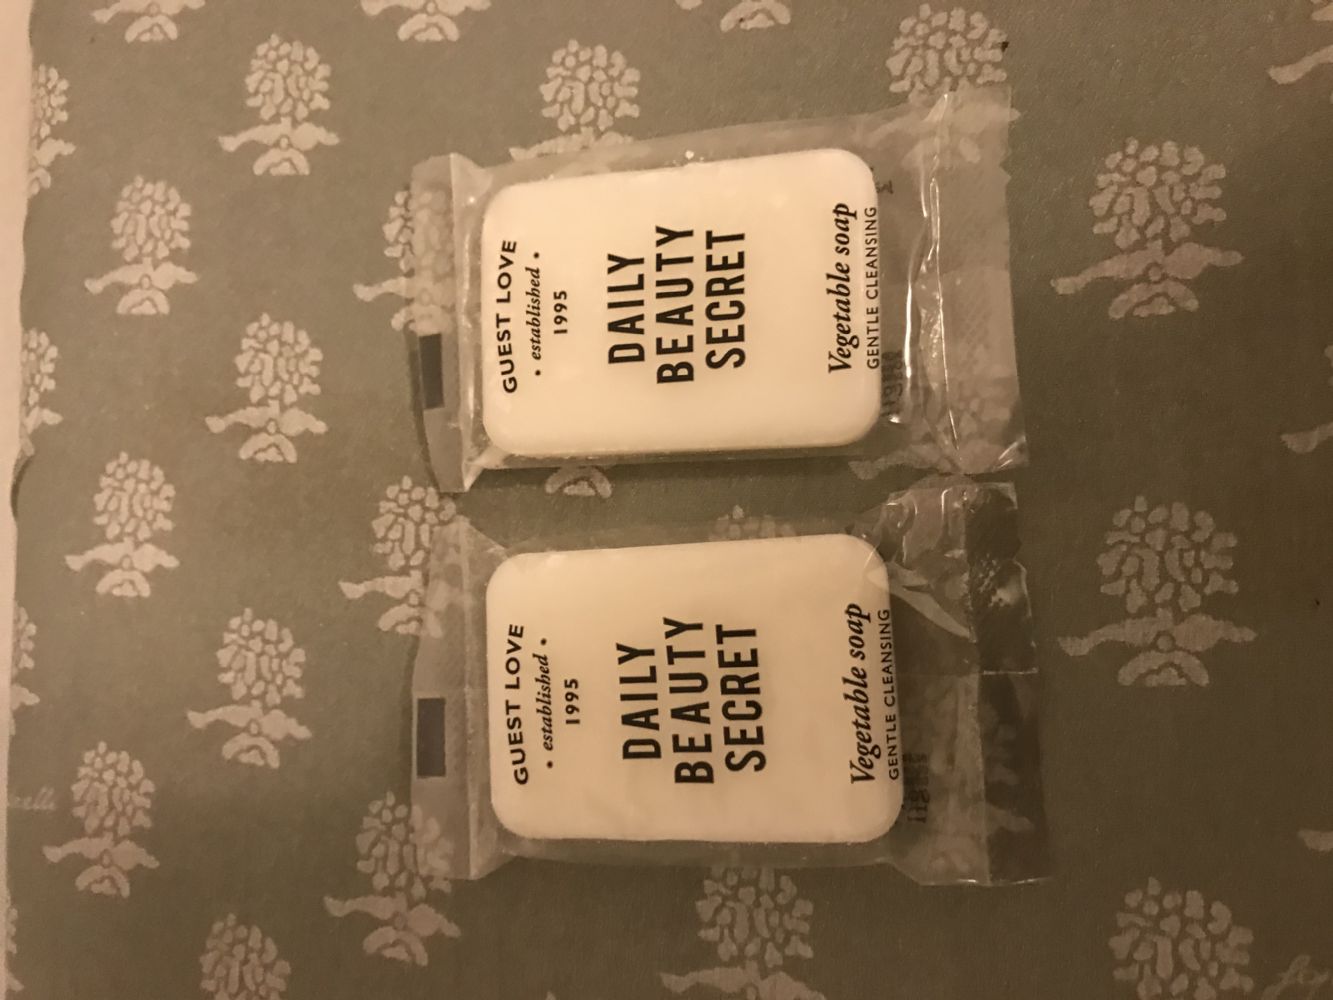 GUEST LOVE
• established •
1995
DAILY
BEAUTY
SECRET
Vegetable soap
GENTLE CLEANSING
GUEST LOVE
• established •
1995
DAILY
BEAUTY
SECRET
Vegetable soap
GENTLE CLEANSING